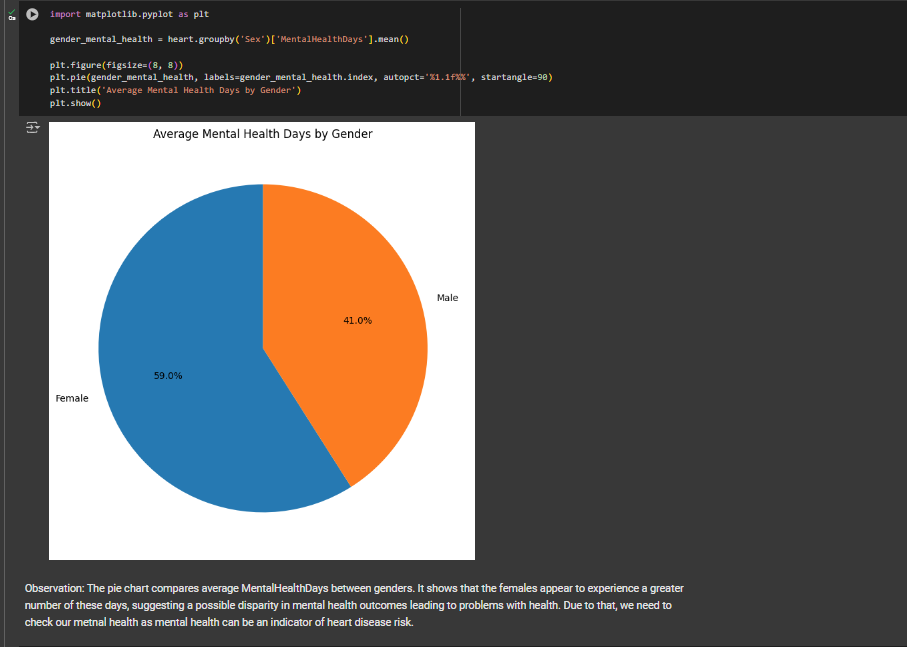 import matplotlib.pyplot as plt
gender_mental_health = heart.groupby('Sex')['MentalHealthDays'].mean()
plt.figure(figsize=(8, 8))
plt.pie(gender_mental_health, labels=gender_mental_health.index, autopct='%1.1f%%', startangle=90)
plt.title('Average Mental Health Days by Gender')
plt.show()
Average Mental Health Days by Gender
Male
41.0%
59.0%
Female
Observation: The pie chart compares average MentalHealthDays between genders. It shows that the females appear to experience a greater
number of these days, suggesting a possible disparity in mental health outcomes leading to problems with health. Due to that, we need to
check our metnal health as mental health can be an indicator of heart disease risk.